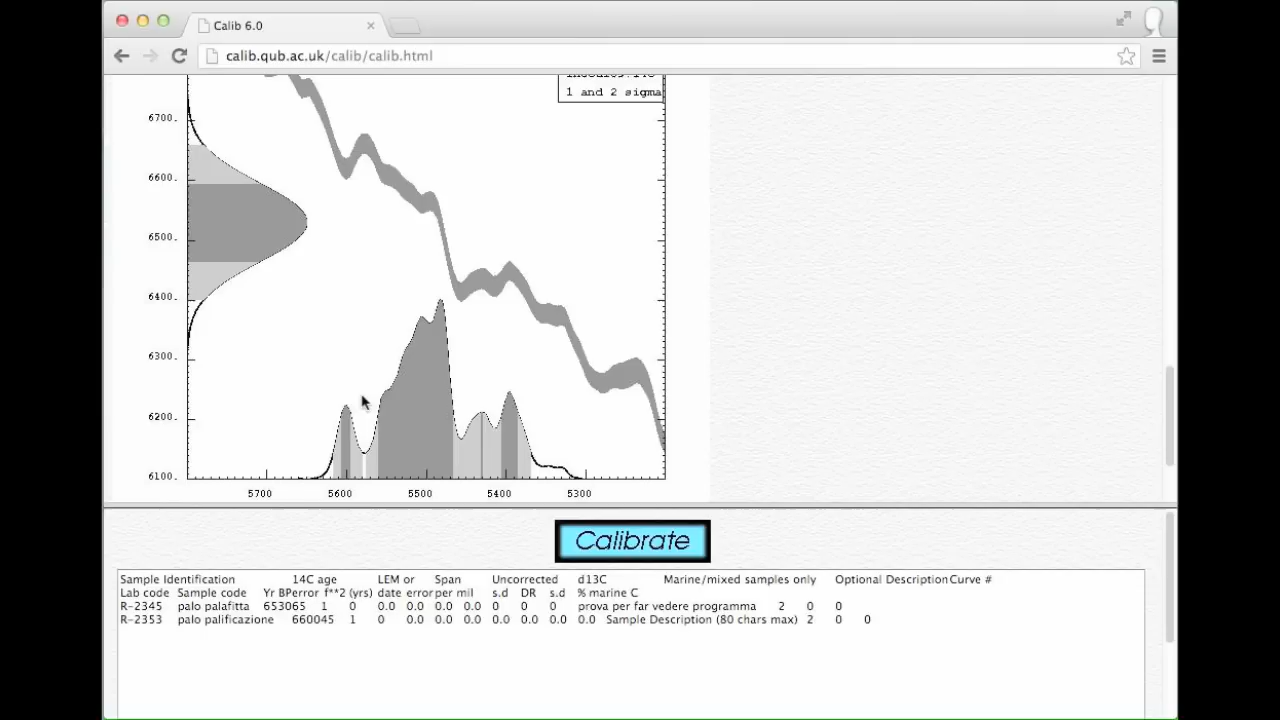 Calib 6.0
calib.qub.ac.uk/calib/calib.html
1 and 2 sigma
6700.
6600.
6500.
6400.
6300.
6200.
6100.
5700 5600 5500 5400 5300
Calibrate
Sample Identification 14C age LEM or Span Uncorrected d13C Marine/mixed samples only Optional Description Curve #
Lab code Sample code Yr BP error f**2 (yrs) date error per mil s.d DR s.d % marine C
R-2345 palo palafitta 653065 1 0 0.0 0.0 0.0 0 0 0 prova per far vedere programma 2 0 0
R-2353 palo palificazione 660045 1 0 0.0 0.0 0.0 0.0 0.0 0.0 0.0 Sample Description (80 chars max) 2 0 0